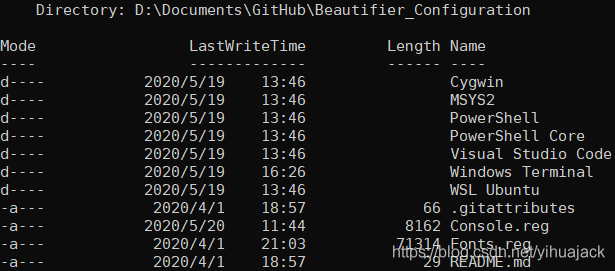 Directory: D:\Documents\GitHub\Beautifier_Configuration
Mode LastWriteTime Length Name
---- ------------- ------ ----
d---- 2020/5/19 13:46 Cygwin
d---- 2020/5/19 13:46 MSYS2
d---- 2020/5/19 13:46 PowerShell
d---- 2020/5/19 13:46 PowerShell Core
d---- 2020/5/19 13:46 Visual Studio Code
d---- 2020/5/19 16:26 Windows Terminal
d---- 2020/5/19 13:46 WSL Ubuntu
-a--- 2020/4/1 18:57 66 .gitattributes
-a--- 2020/5/20 11:44 8162 Console.reg
-a--- 2020/4/1 21:03 71314 Fonts.reg
https://blog.csdn.net/yihuajack
-a--- 2020/4/1 18:57 29 README.md